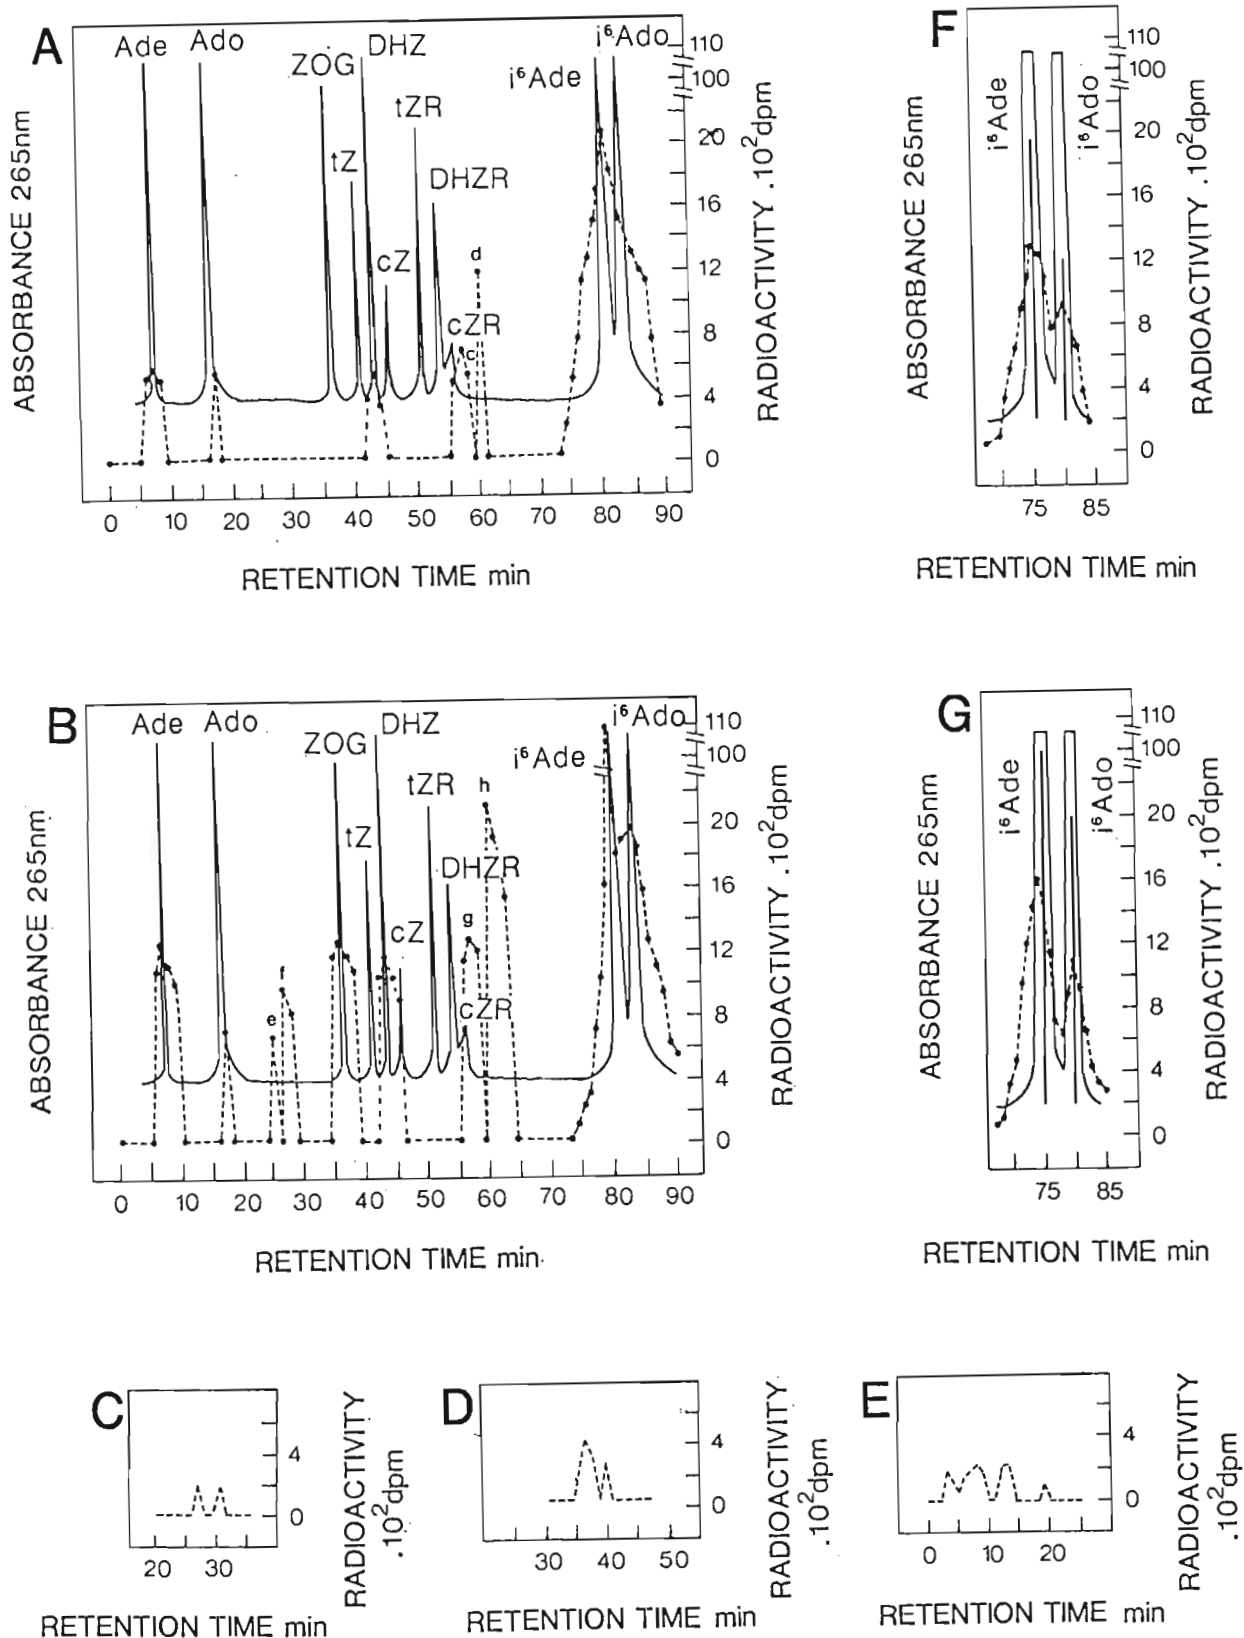 A
Ade
Ado
ZOG
DHZ
tZ
tZR
cZ
DHZR
cZR
c
d
i⁶Ade
i⁶Ado
110
100
20
16
12
8
4
0
ABSORBANCE 265nm
RADIOACTIVITY .10²dpm
0 10 20 30 40 50 60 70 80 90
RETENTION TIME min
F
i⁶Ade
i⁶Ado
110
100
20
16
12
8
4
0
ABSORBANCE 265nm
RADIOACTIVITY .10²dpm
75 85
RETENTION TIME min
B
Ade
Ado
ZOG
DHZ
tZ
tZR
cZ
DHZR
cZR
e
f
g
h
i⁶Ade
i⁶Ado
110
100
20
16
12
8
4
0
ABSORBANCE 265nm
RADIOACTIVITY .10²dpm
0 10 20 30 40 50 60 70 80 90
RETENTION TIME min
G
i⁶Ade
i⁶Ado
110
100
20
16
12
8
4
0
ABSORBANCE 265nm
RADIOACTIVITY .10²dpm
75 85
RETENTION TIME min
C
4
0
RADIOACTIVITY
.10²dpm
20 30
RETENTION TIME min
D
4
0
RADIOACTIVITY
.10²dpm
30 40 50
RETENTION TIME min
E
4
0
RADIOACTIVITY
.10²dpm
0 10 20
RETENTION TIME min